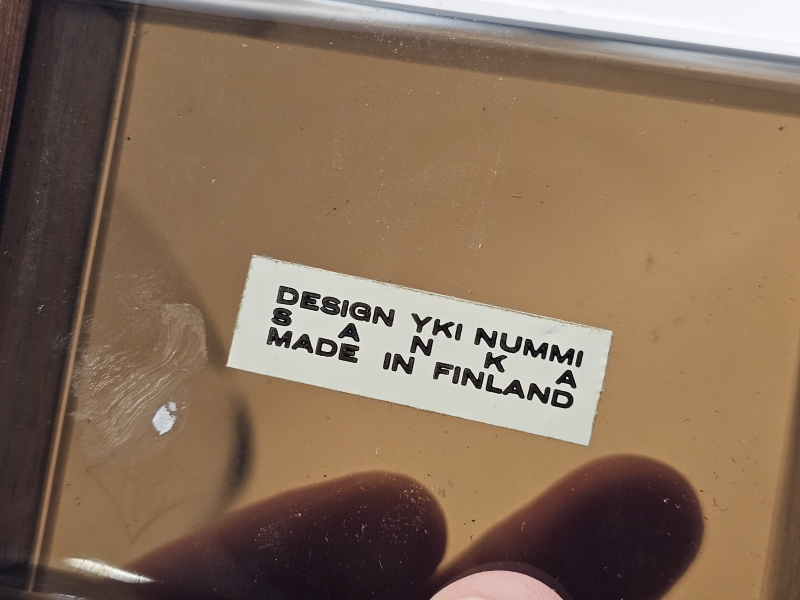 DESIGN YKI NUMMI
S A N K A
MADE IN FINLAND